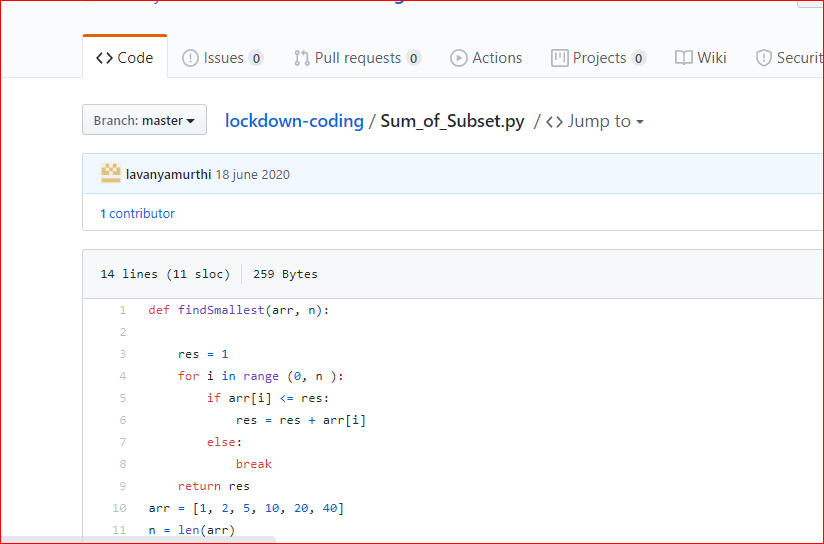 Code Issues 0 Pull requests 0 Actions Projects 0 Wiki Securit
Branch: master lockdown-coding / Sum_of_Subset.py / Jump to
lavanyamurthi 18 june 2020
1 contributor
14 lines (11 sloc) 259 Bytes
1 def findSmallest(arr, n):
2
3 res = 1
4 for i in range (0, n ):
5 if arr[i] <= res:
6 res = res + arr[i]
7 else:
8 break
9 return res
10 arr = [1, 2, 5, 10, 20, 40]
11 n = len(arr)